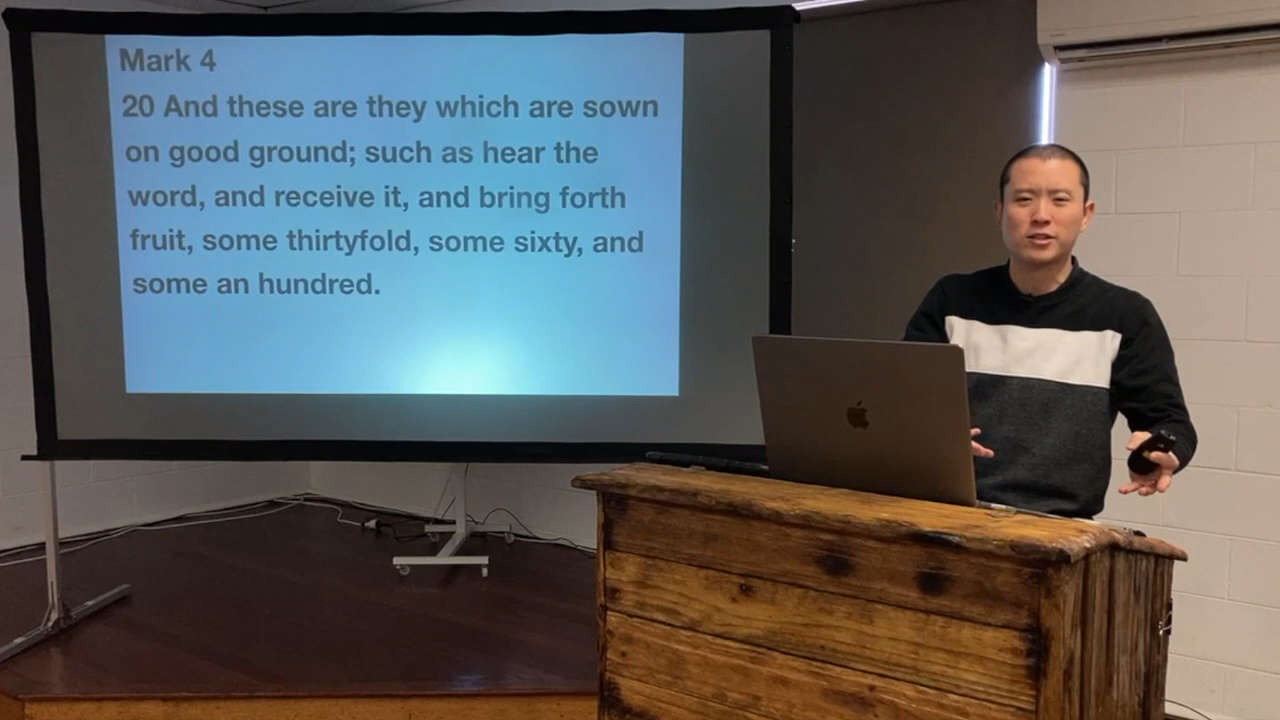 Mark 4
20 And these are they which are sown
on good ground; such as hear the
word, and receive it, and bring forth
fruit, some thirtyfold, some sixty, and
some an hundred.